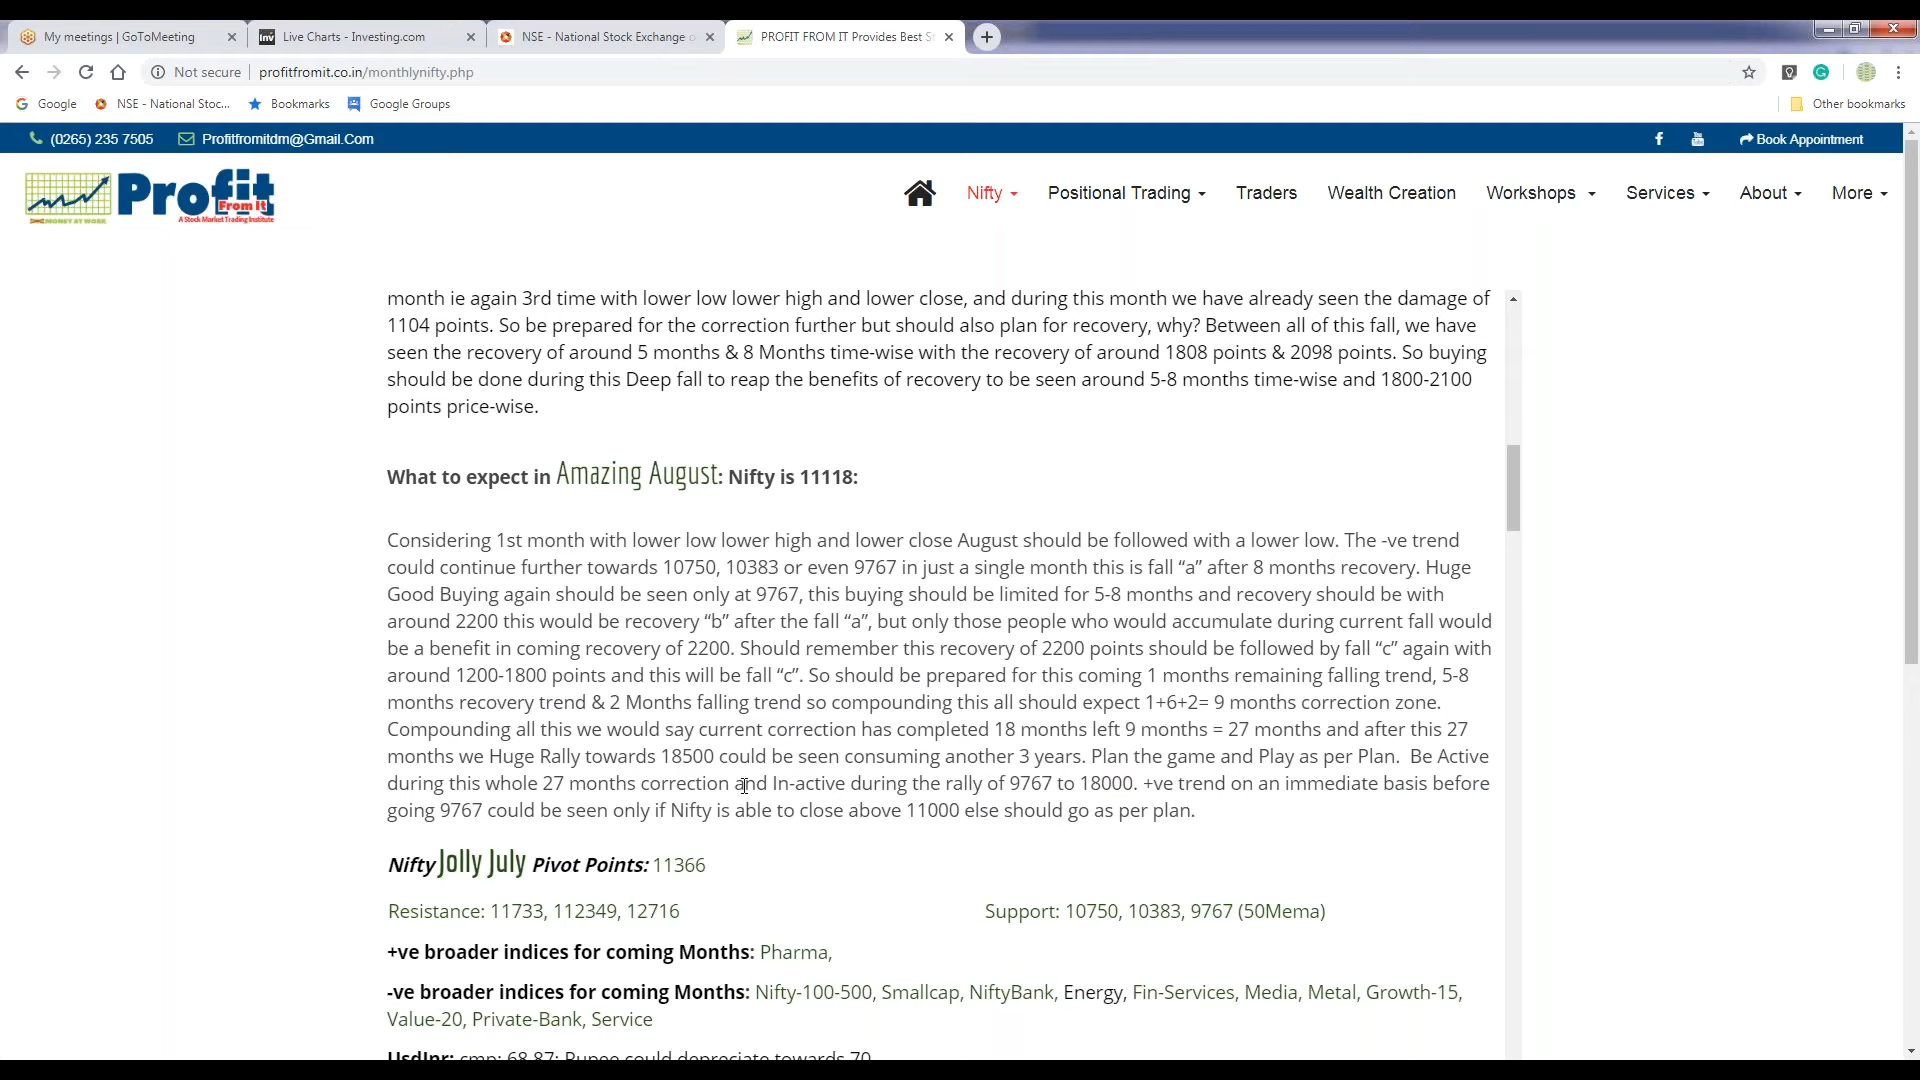 My meetings | GoToMeeting
Live Charts - Investing.com
NSE - National Stock Exchange o
PROFIT FROM IT Provides Best S
Not secure | profitfromit.co.in/monthlynifty.php
Google
NSE - National Stoc...
Bookmarks
Google Groups
Other bookmarks
(0265) 235 7505
Profitfromitdm@Gmail.Com
Book Appointment
Profit
From It
A Stock Market Trading Institute
MONEY AT WORK
Nifty
Positional Trading
Traders
Wealth Creation
Workshops
Services
About
More
month ie again 3rd time with lower low lower high and lower close, and during this month we have already seen the damage of
1104 points. So be prepared for the correction further but should also plan for recovery, why? Between all of this fall, we have
seen the recovery of around 5 months & 8 Months time-wise with the recovery of around 1808 points & 2098 points. So buying
should be done during this Deep fall to reap the benefits of recovery to be seen around 5-8 months time-wise and 1800-2100
points price-wise.
What to expect in Amazing August: Nifty is 11118:
Considering 1st month with lower low lower high and lower close August should be followed with a lower low. The -ve trend
could continue further towards 10750, 10383 or even 9767 in just a single month this is fall “a” after 8 months recovery. Huge
Good Buying again should be seen only at 9767, this buying should be limited for 5-8 months and recovery should be with
around 2200 this would be recovery “b” after the fall “a”, but only those people who would accumulate during current fall would
be a benefit in coming recovery of 2200. Should remember this recovery of 2200 points should be followed by fall “c” again with
around 1200-1800 points and this will be fall “c”. So should be prepared for this coming 1 months remaining falling trend, 5-8
months recovery trend & 2 Months falling trend so compounding this all should expect 1+6+2= 9 months correction zone.
Compounding all this we would say current correction has completed 18 months left 9 months = 27 months and after this 27
months we Huge Rally towards 18500 could be seen consuming another 3 years. Plan the game and Play as per Plan. Be Active
during this whole 27 months correction and In-active during the rally of 9767 to 18000. +ve trend on an immediate basis before
going 9767 could be seen only if Nifty is able to close above 11000 else should go as per plan.
Nifty Jolly July Pivot Points: 11366
Resistance: 11733, 112349, 12716
Support: 10750, 10383, 9767 (50Mema)
+ve broader indices for coming Months: Pharma,
-ve broader indices for coming Months: Nifty-100-500, Smallcap, NiftyBank, Energy, Fin-Services, Media, Metal, Growth-15,
Value-20, Private-Bank, Service
UsdInr: cmp: 68.87: Rupee could depreciate towards 70